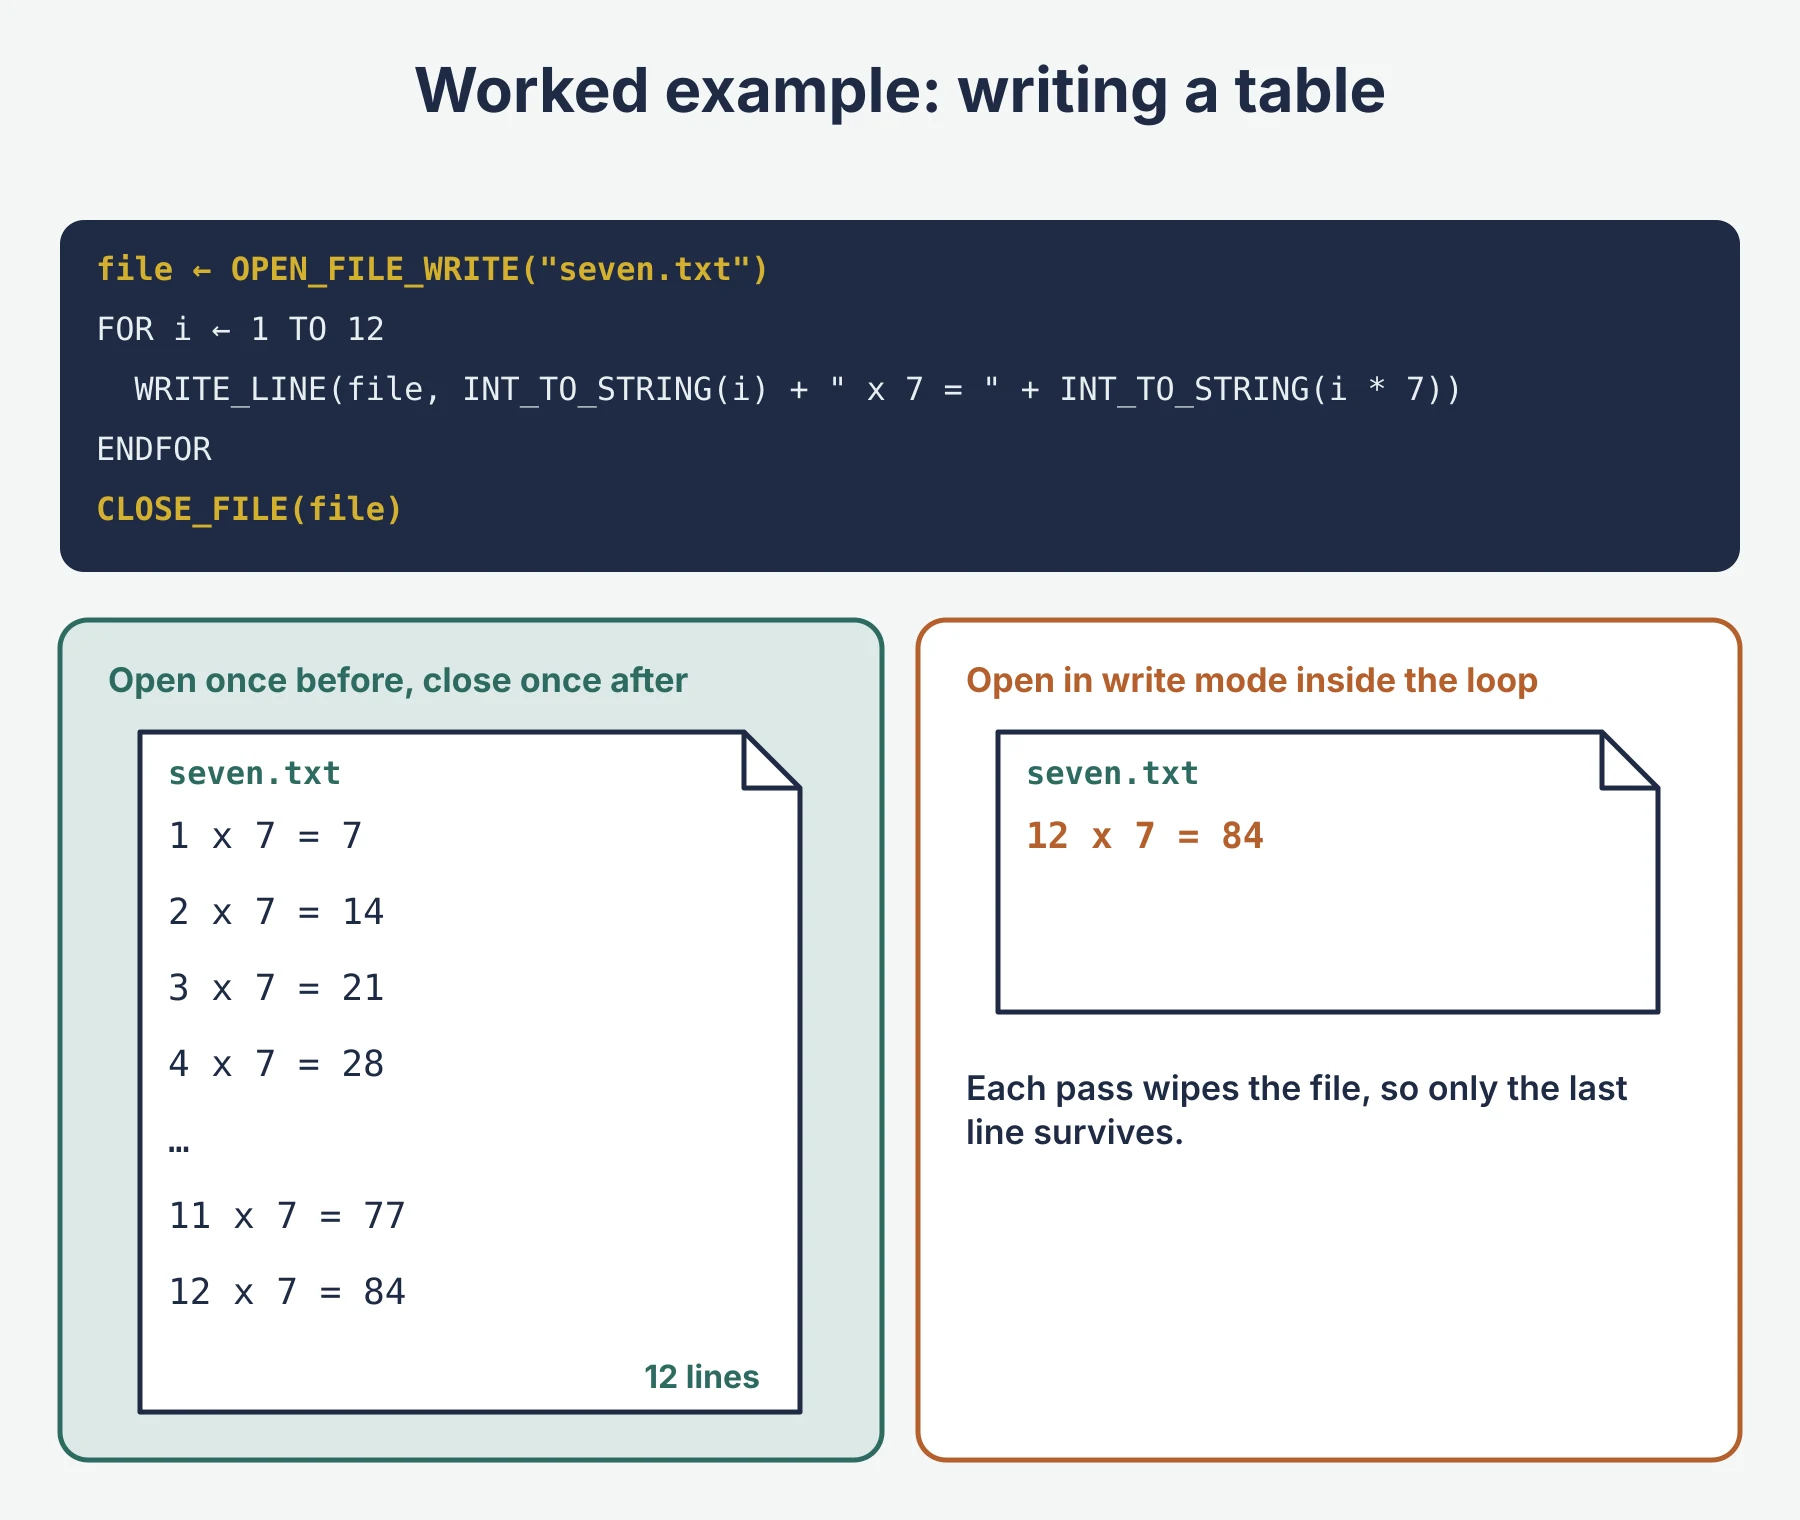 Worked example: writing a table
file ← OPEN_FILE_WRITE("seven.txt")
FOR i ← 1 TO 12
  WRITE_LINE(file, INT_TO_STRING(i) + " x 7 = " + INT_TO_STRING(i * 7))
ENDFOR
CLOSE_FILE(file)
Open once before, close once after
seven.txt
1 x 7 = 7
2 x 7 = 14
3 x 7 = 21
4 x 7 = 28
…
11 x 7 = 77
12 x 7 = 84
12 lines
Open in write mode inside the loop
seven.txt
12 x 7 = 84
Each pass wipes the file, so only the last
line survives.